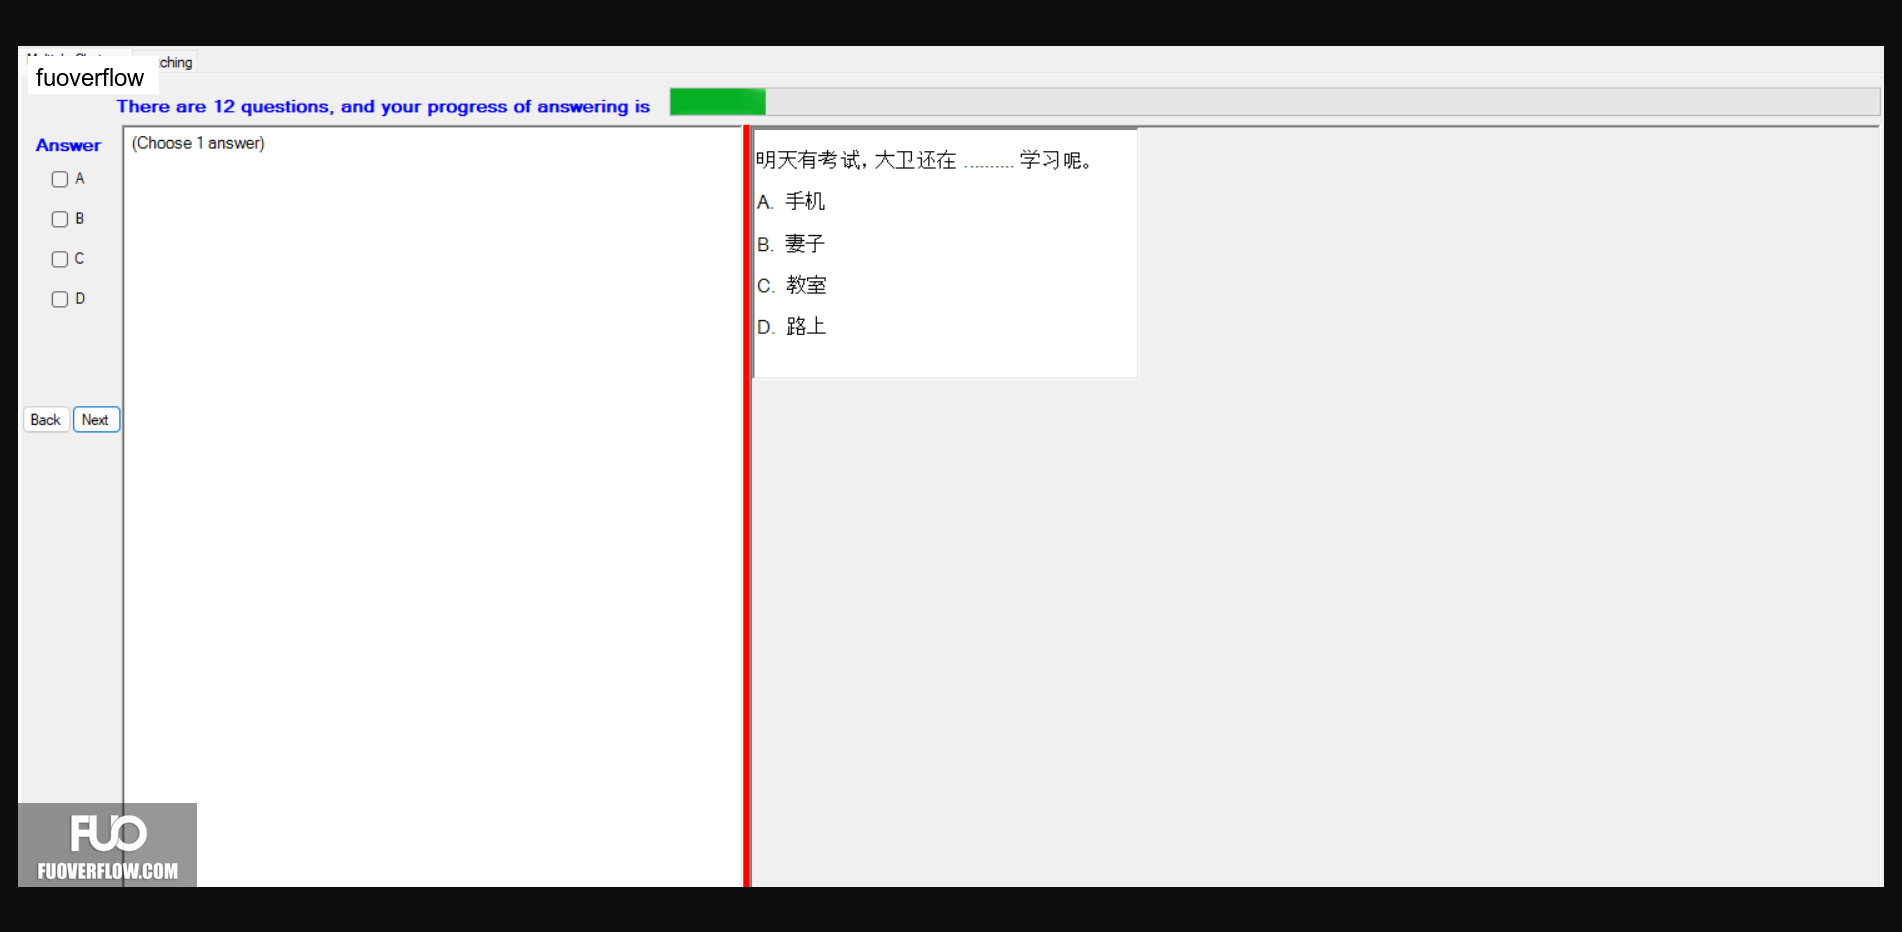 ching
fuoverflow
There are 12 questions, and your progress of answering is
Answer
(Choose 1 answer)
A
B
C
D
Back Next
明天有考试, 大卫还在 ......... 学习呢。
A. 手机
B. 妻子
C. 教室
D. 路上
FUO
FUOVERFLOW.COM